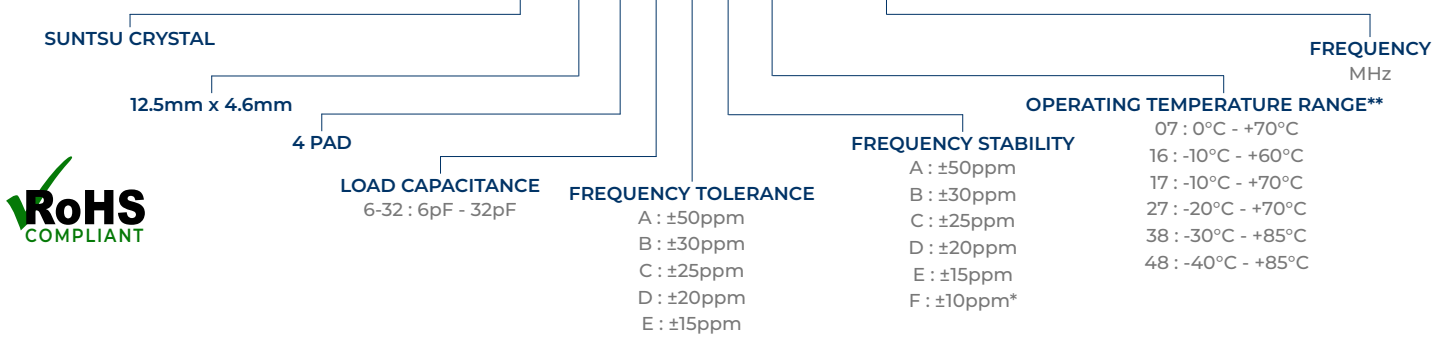 SUNTSU CRYSTAL
12.5mm x 4.6mm
4 PAD
RoHS
COMPLIANT
LOAD CAPACITANCE
6-32 : 6pF - 32pF
FREQUENCY TOLERANCE
A : ±50ppm
B : ±30ppm
C : ±25ppm
D : ±20ppm
E : ±15ppm
FREQUENCY STABILITY
A : ±50ppm
B : ±30ppm
C : ±25ppm
D : ±20ppm
E : ±15ppm
F : ±10ppm*
OPERATING TEMPERATURE RANGE**
07 : 0°C - +70°C
16 : -10°C - +60°C
17 : -10°C - +70°C
27 : -20°C - +70°C
38 : -30°C - +85°C
48 : -40°C - +85°C
FREQUENCY
MHz